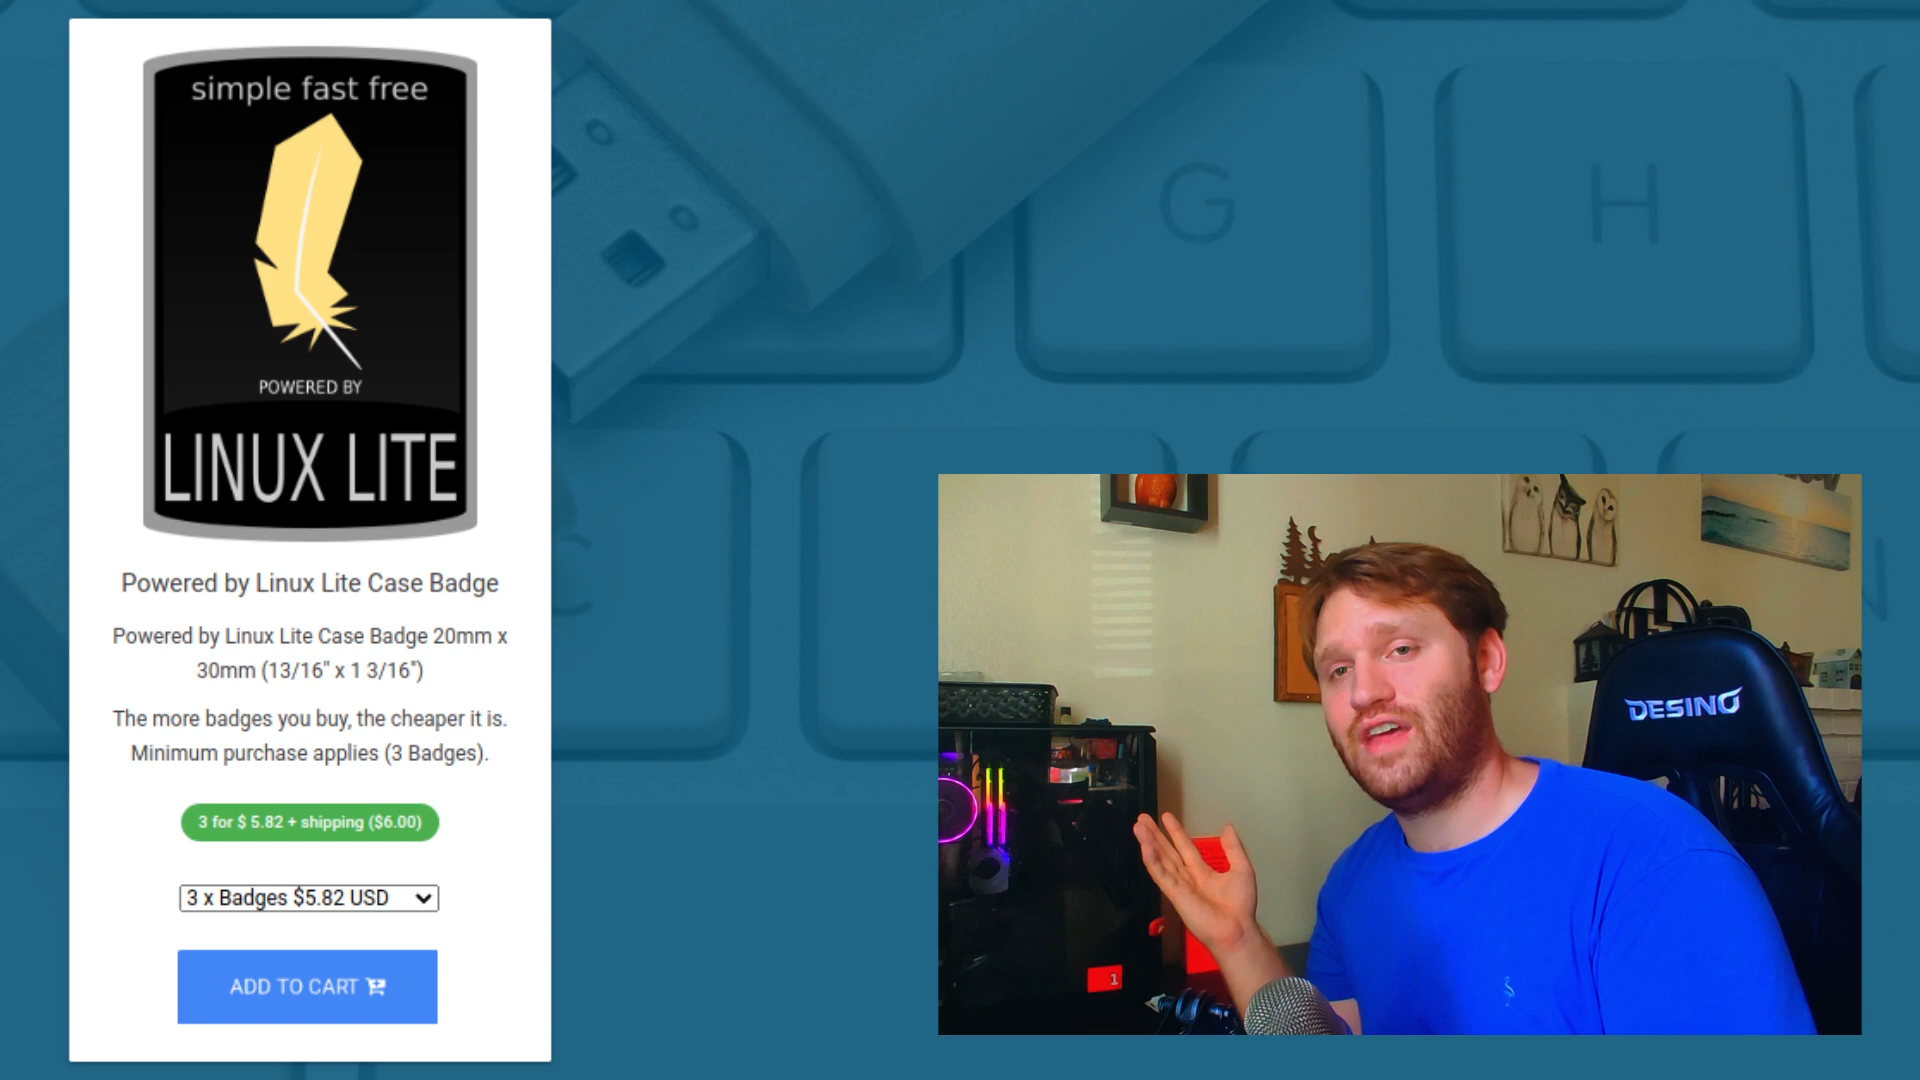 simple fast free
POWERED BY
LINUX LITE
Powered by Linux Lite Case Badge
Powered by Linux Lite Case Badge 20mm x
30mm (13/16" x 1 3/16")
The more badges you buy, the cheaper it is.
Minimum purchase applies (3 Badges).
3 for $ 5.82 + shipping ($6.00)
3 x Badges $5.82 USD
ADD TO CART
G
H
C
N
DESINO
1